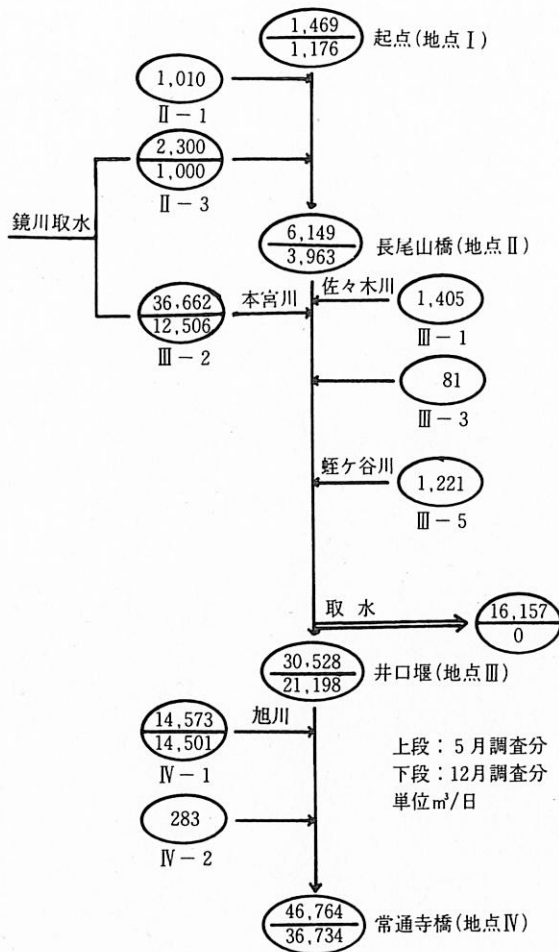 1,469
1,176
起点(地点Ⅰ)
1,010
Ⅱ-1
2,300
1,000
Ⅱ-3
鏡川取水
6,149
3,963
長尾山橋(地点Ⅱ)
佐々木川
1,405
Ⅲ-1
36.662
12,506
Ⅲ-2
本宮川
81
Ⅲ-3
蛭ケ谷川
1,221
Ⅲ-5
取水
16,157
0
30,528
21,198
井口堰(地点Ⅲ)
14,573
14,501
Ⅳ-1
旭川
上段:5月調査分
下段:12月調査分
単位㎥/日
283
Ⅳ-2
46,764
36,734
常通寺橋(地点Ⅳ)